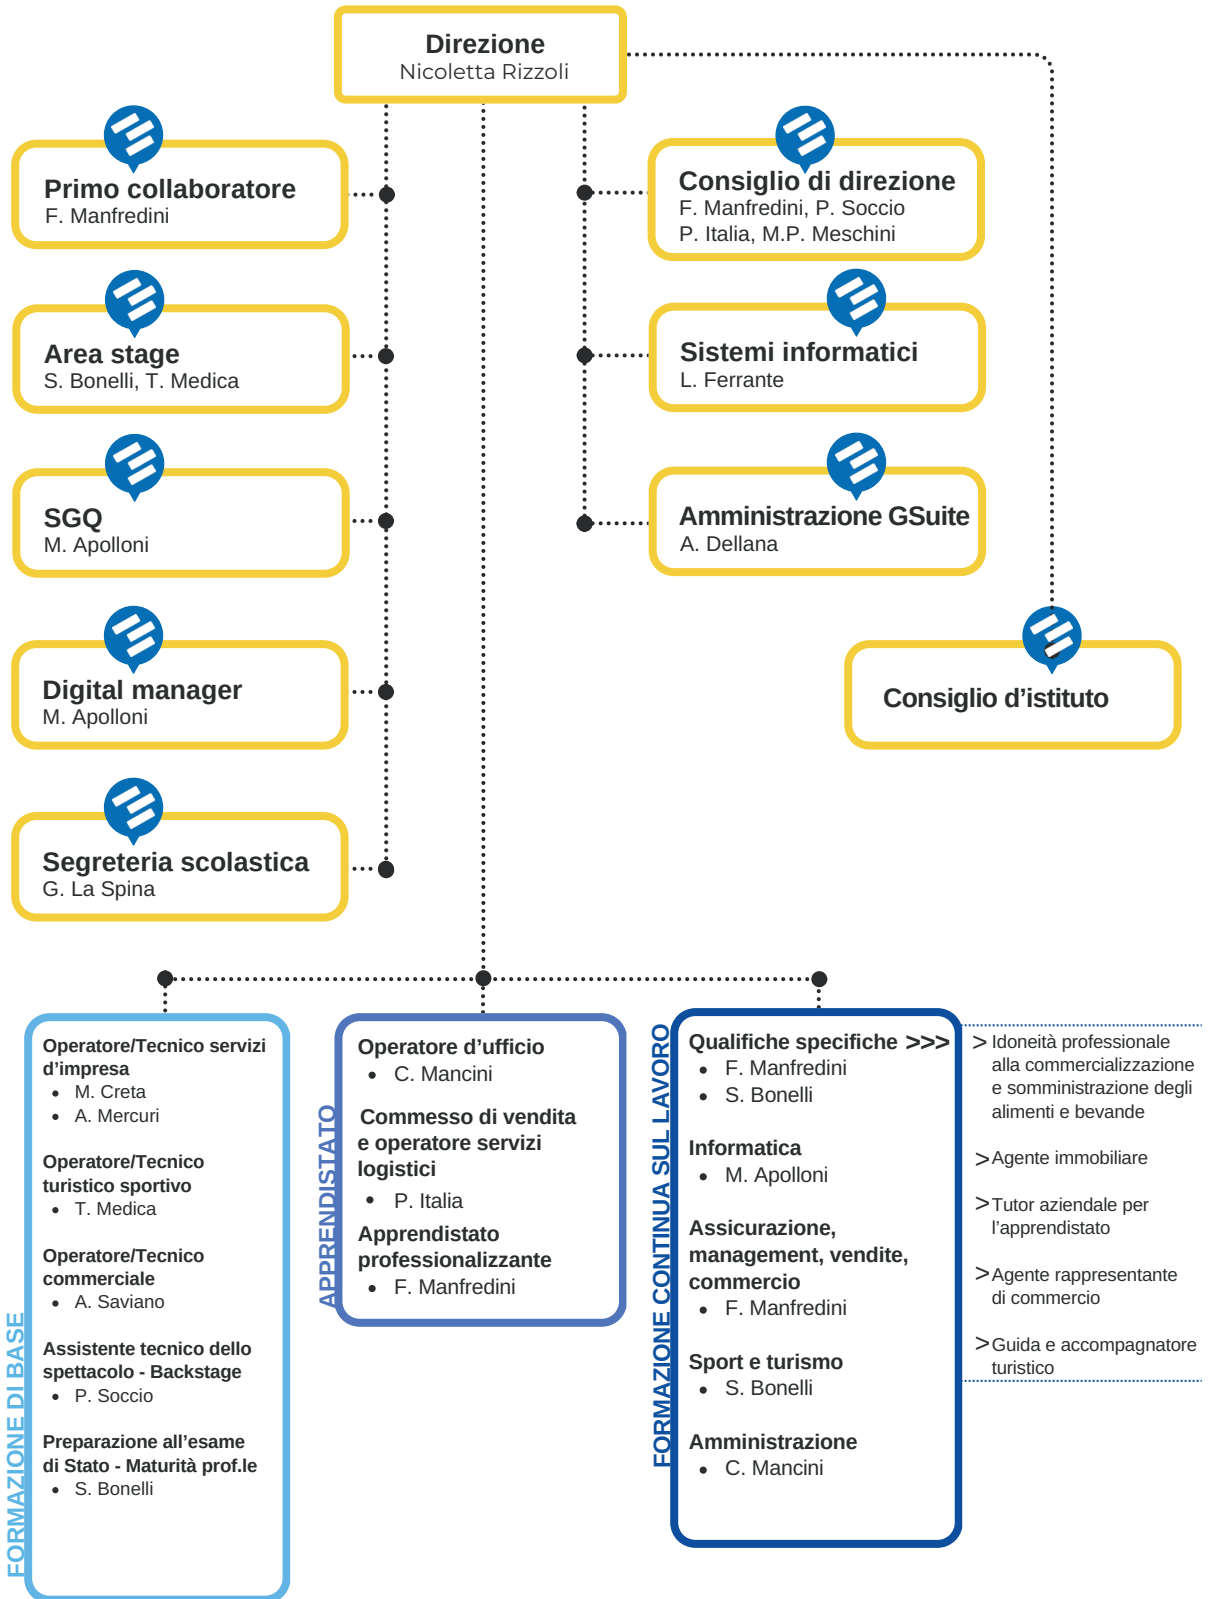 Direzione
Nicoletta Rizzoli
Primo collaboratore
F. Manfredini
Area stage
S. Bonelli, T. Medica
SGQ
M. Apolloni
Digital manager
M. Apolloni
Segreteria scolastica
G. La Spina
Consiglio di direzione
F. Manfredini, P. Soccio
P. Italia, M.P. Meschini
Sistemi informatici
L. Ferrante
Amministrazione GSuite
A. Dellana
Consiglio d’istituto
FORMAZIONE DI BASE
Operatore/Tecnico servizi
d’impresa
• M. Creta
• A. Mercuri
Operatore/Tecnico
turistico sportivo
• T. Medica
Operatore/Tecnico
commerciale
• A. Saviano
Assistente tecnico dello
spettacolo - Backstage
• P. Soccio
Preparazione all’esame
di Stato - Maturità prof.le
• S. Bonelli
APPRENDISTATO
Operatore d’ufficio
• C. Mancini
Commesso di vendita
e operatore servizi
logistici
• P. Italia
Apprendistato
professionalizzante
• F. Manfredini
FORMAZIONE CONTINUA SUL LAVORO
Qualifiche specifiche >>>
• F. Manfredini
• S. Bonelli
Informatica
• M. Apolloni
Assicurazione,
management, vendite,
commercio
• F. Manfredini
Sport e turismo
• S. Bonelli
Amministrazione
• C. Mancini
> Idoneità professionale
alla commercializzazione
e somministrazione degli
alimenti e bevande
> Agente immobiliare
> Tutor aziendale per
l’apprendistato
> Agente rappresentante
di commercio
> Guida e accompagnatore
turistico